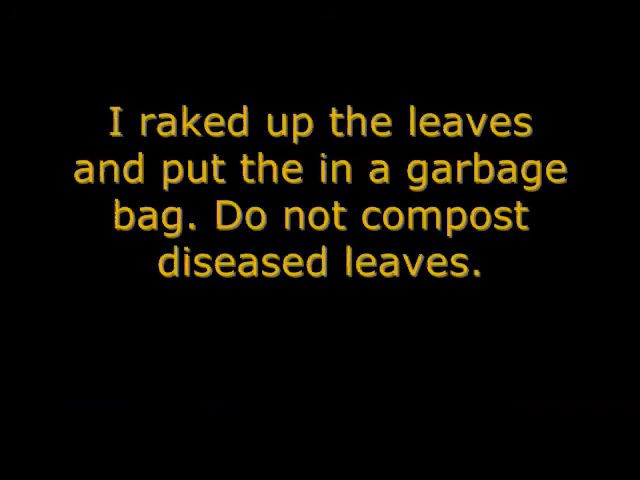 I raked up the leaves
and put the in a garbage
bag. Do not compost
diseased leaves.